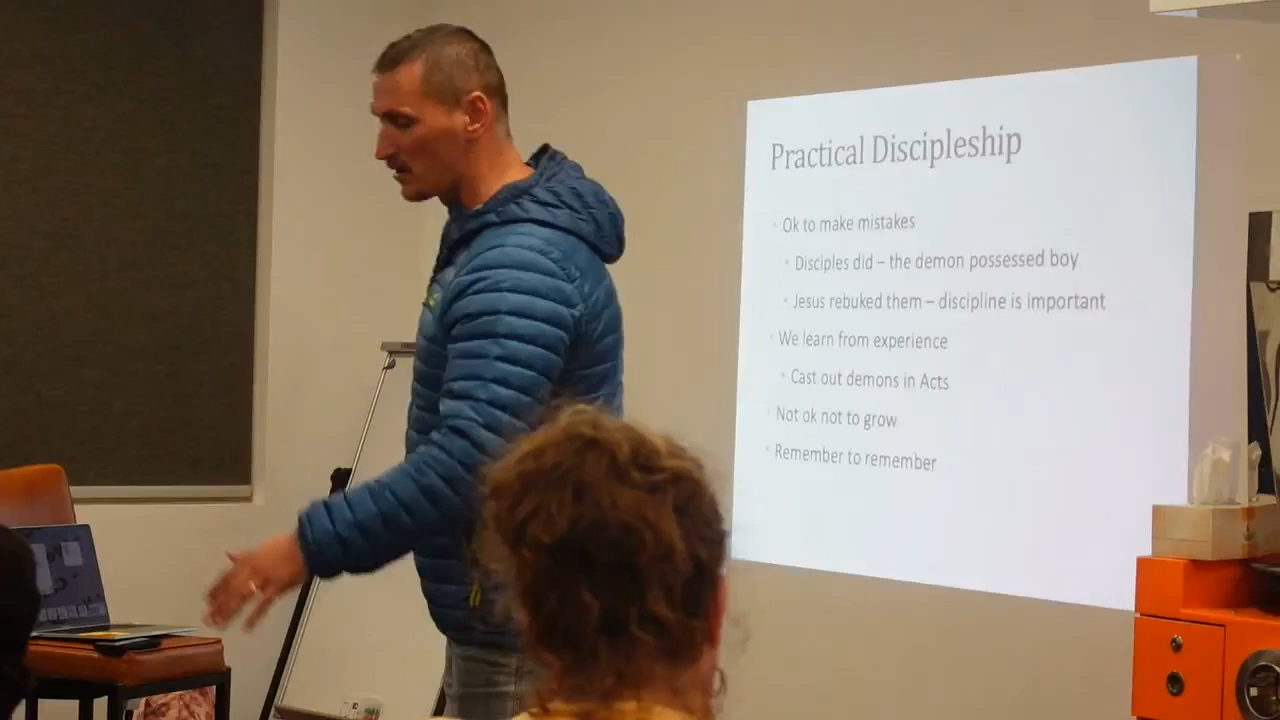 Practical Discipleship
Ok to make mistakes
Disciples did – the demon possessed boy
Jesus rebuked them – discipline is important
We learn from experience
Cast out demons in Acts
Not ok not to grow
Remember to remember